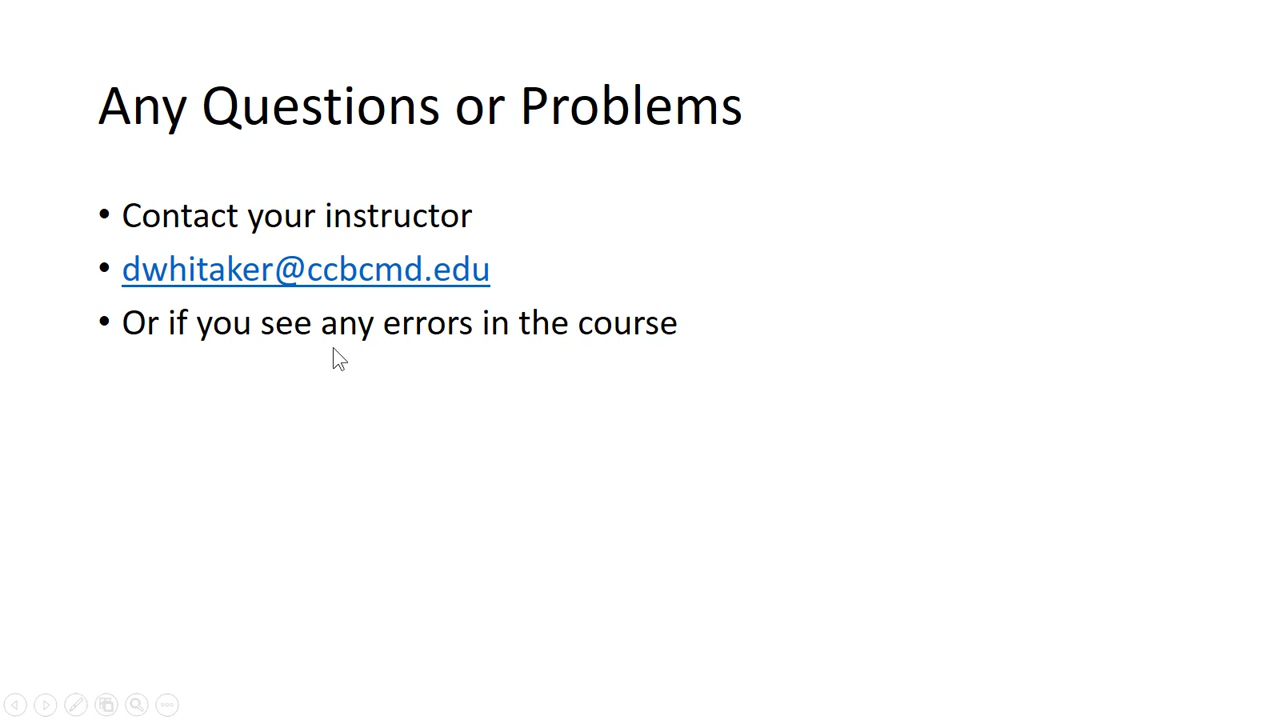 Any Questions or Problems
• Contact your instructor
• dwhitaker@ccbcmd.edu
• Or if you see any errors in the course